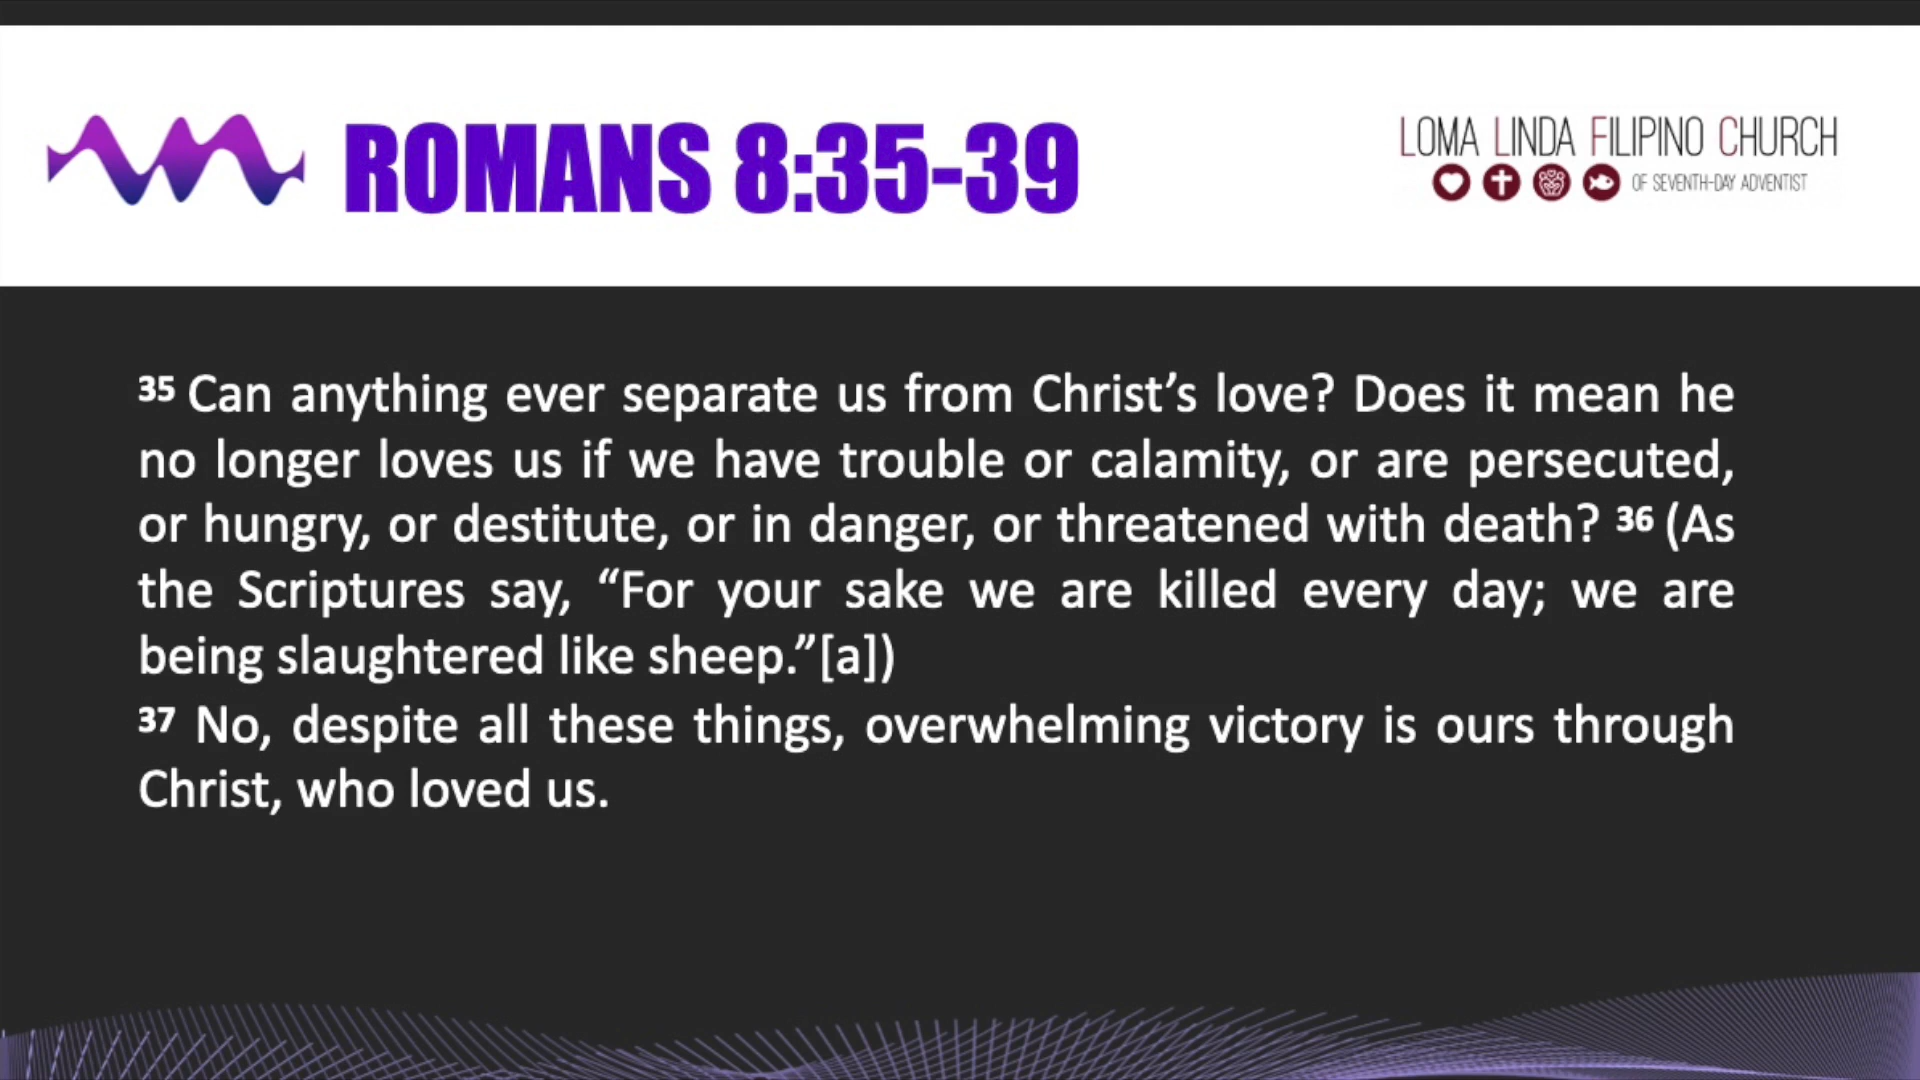 ROMANS 8:35-39
LOMA LINDA FILIPINO CHURCH
OF SEVENTH-DAY ADVENTIST
35 Can anything ever separate us from Christ’s love? Does it mean he
no longer loves us if we have trouble or calamity, or are persecuted,
or hungry, or destitute, or in danger, or threatened with death? 36 (As
the Scriptures say, “For your sake we are killed every day; we are
being slaughtered like sheep.”[a])
37 No, despite all these things, overwhelming victory is ours through
Christ, who loved us.